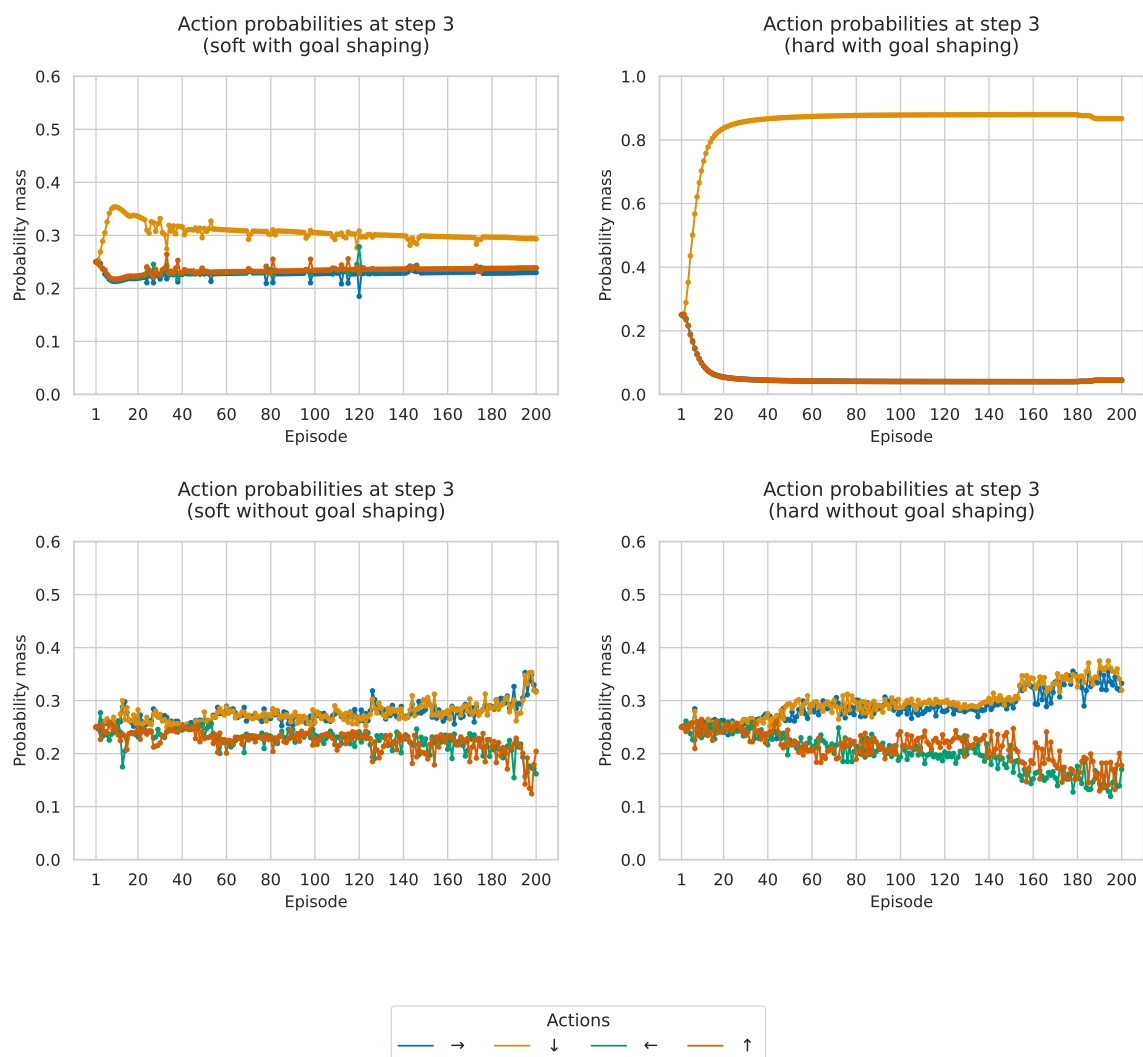 Action probabilities at step 3
(soft with goal shaping)
0.6
0.5
0.4
0.3
0.2
0.1
0.0
Probability mass
1 20 40 60 80 100 120 140 160 180 200
Episode
Action probabilities at step 3
(hard with goal shaping)
1.0
0.8
0.6
0.4
0.2
0.0
Probability mass
1 20 40 60 80 100 120 140 160 180 200
Episode
Action probabilities at step 3
(soft without goal shaping)
0.6
0.5
0.4
0.3
0.2
0.1
0.0
Probability mass
1 20 40 60 80 100 120 140 160 180 200
Episode
Action probabilities at step 3
(hard without goal shaping)
0.6
0.5
0.4
0.3
0.2
0.1
0.0
Probability mass
1 20 40 60 80 100 120 140 160 180 200
Episode
Actions
→ ↓ ← ↑